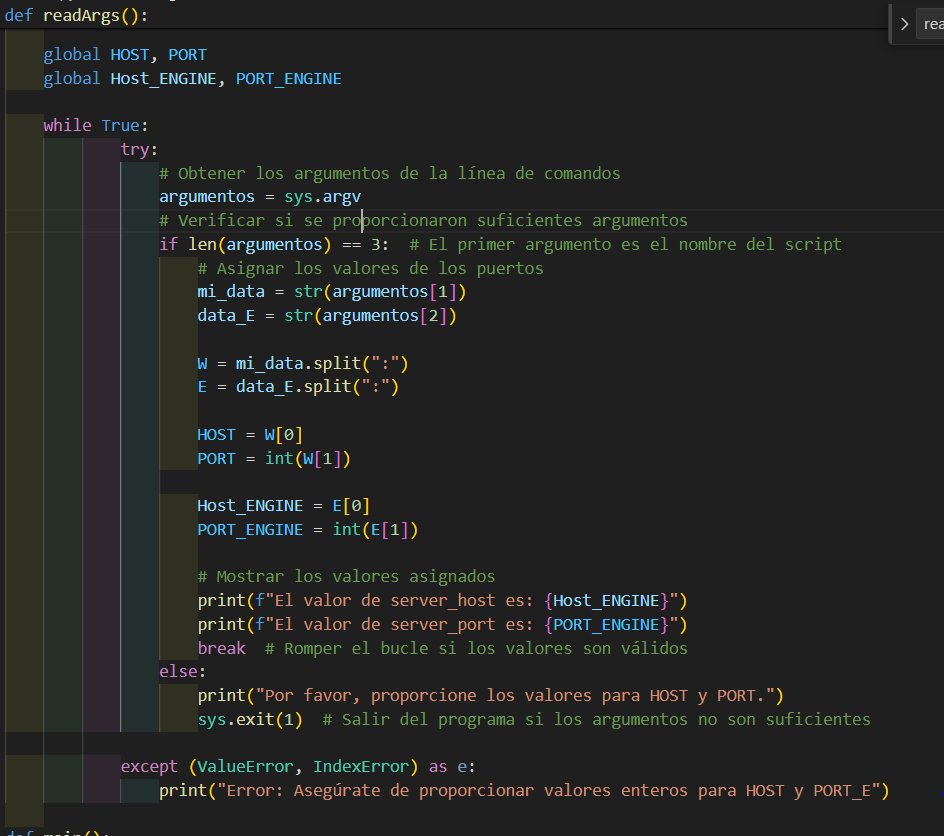 def readArgs():
rea
global HOST, PORT
global Host_ENGINE, PORT_ENGINE
while True:
try:
# Obtener los argumentos de la línea de comandos
argumentos = sys.argv
# Verificar si se proporcionaron suficientes argumentos
if len(argumentos) == 3:  # El primer argumento es el nombre del script
# Asignar los valores de los puertos
mi_data = str(argumentos[1])
data_E = str(argumentos[2])
W = mi_data.split(":")
E = data_E.split(":")
HOST = W[0]
PORT = int(W[1])
Host_ENGINE = E[0]
PORT_ENGINE = int(E[1])
# Mostrar los valores asignados
print(f"El valor de server_host es: {Host_ENGINE}")
print(f"El valor de server_port es: {PORT_ENGINE}")
break  # Romper el bucle si los valores son válidos
else:
print("Por favor, proporcione los valores para HOST y PORT.")
sys.exit(1)  # Salir del programa si los argumentos no son suficientes
except (ValueError, IndexError) as e:
print("Error: Asegúrate de proporcionar valores enteros para HOST y PORT_E")
def main():